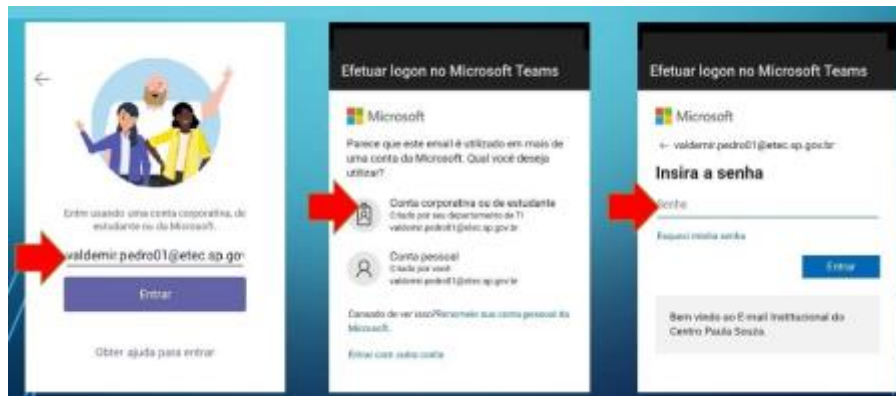 Entre usando uma conta corporativa, de
estudante ou da Microsoft.
valdemir.pedro01@etec.sp.gov
Entrar
Obter ajuda para entrar
Efetuar logon no Microsoft Teams
Microsoft
Parece que este email é utilizado em mais de
uma conta da Microsoft. Qual você deseja
utilizar?
Conta corporativa ou de estudante
Criado por seu departamento de TI
valdemir.pedro01@etec.sp.gov.br
Conta pessoal
Criado por você
valdemir.pedro01@etec.sp.gov.br
Cansado de ver isso? Renomeie sua conta pessoal da
Microsoft.
Entrar com outra conta
Efetuar logon no Microsoft Teams
Microsoft
← valdemir.pedro01@etec.sp.gov.br
Insira a senha
Senha
Esqueci minha senha
Entrar
Bem vindo ao E-mail Institucional do
Centro Paula Souza.